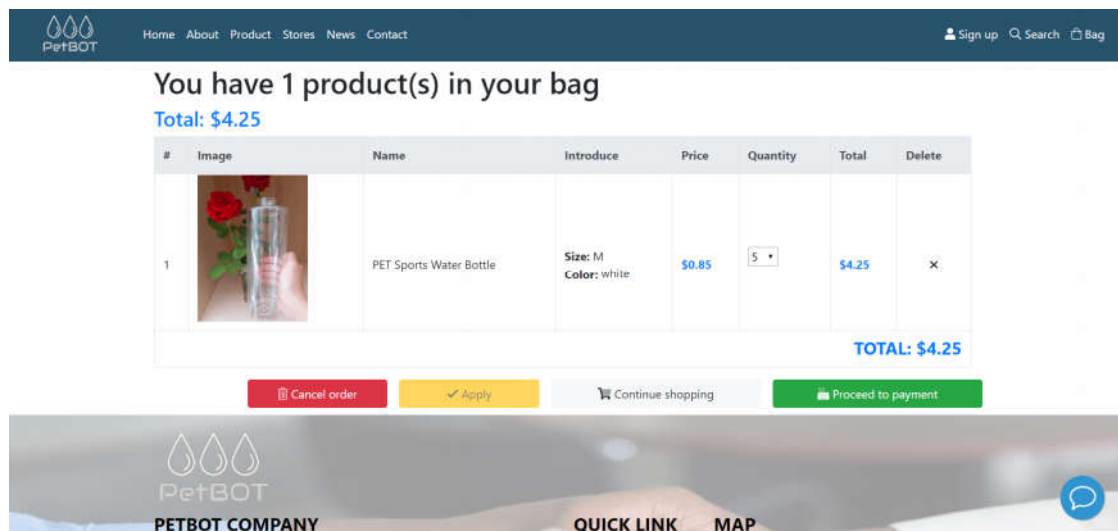 PetBOT
Home About Product Stores News Contact
Sign up Search Bag
You have 1 product(s) in your bag
Total: $4.25
# Image Name Introduce Price Quantity Total Delete
1 PET Sports Water Bottle Size: M Color: white $0.85 5 $4.25 ×
TOTAL: $4.25
Cancel order Apply Continue shopping Proceed to payment
PetBOT
PETBOT COMPANY QUICK LINK MAP